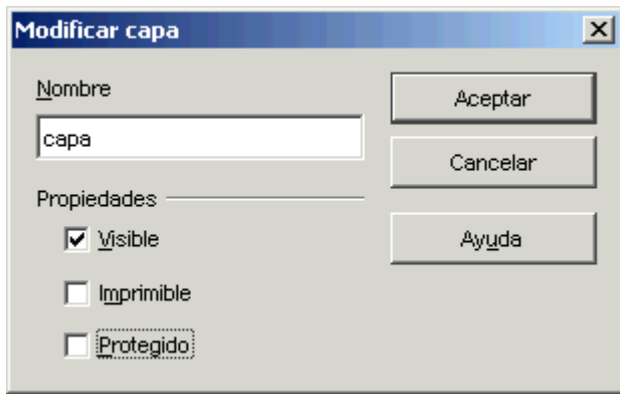 Modificar capa
Nombre
capa
Propiedades
Visible
Imprimible
Protegido
Aceptar
Cancelar
Ayuda